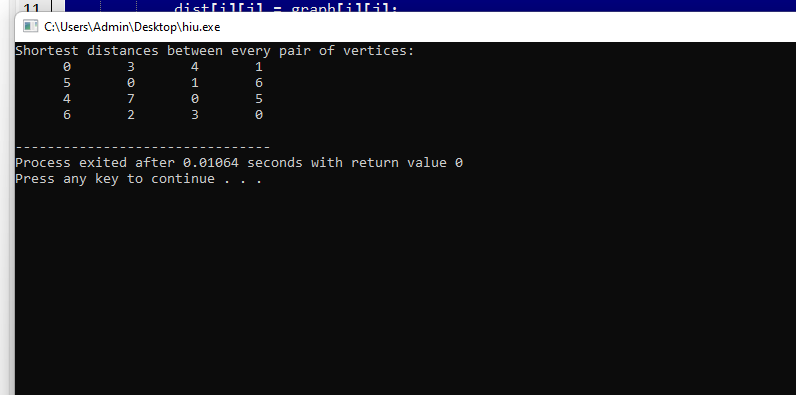 11 dist[i][j] = graph[i][j];
C:\Users\Admin\Desktop\hiu.exe
Shortest distances between every pair of vertices:
0 3 4 1
5 0 1 6
4 7 0 5
6 2 3 0
--------------------------------
Process exited after 0.01064 seconds with return value 0
Press any key to continue . . .